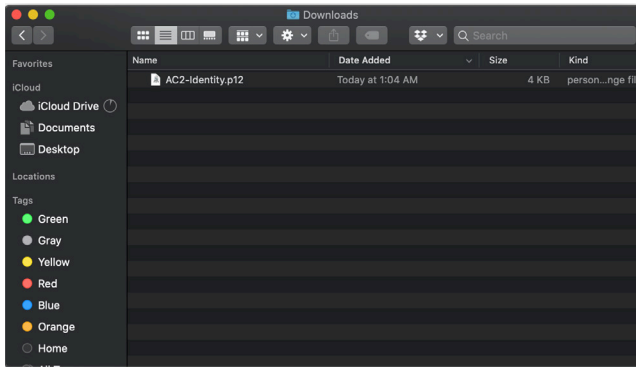 Downloads
Search
Favorites
iCloud
iCloud Drive
Documents
Desktop
Locations
Tags
Green
Gray
Yellow
Red
Blue
Orange
Home
Name Date Added Size Kind
AC2-Identity.p12 Today at 1:04 AM 4 KB person...nge fil